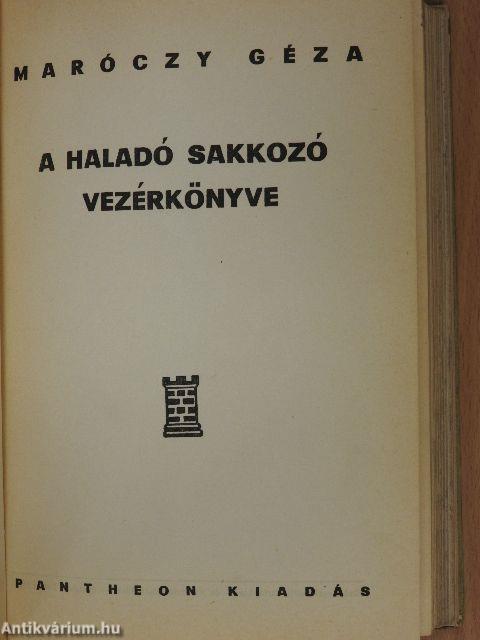 MARÓCZY GÉZA
A HALADÓ SAKKOZÓ
VEZÉRKÖNYVE
PANTHEON KIADÁS
Antikvárium.hu